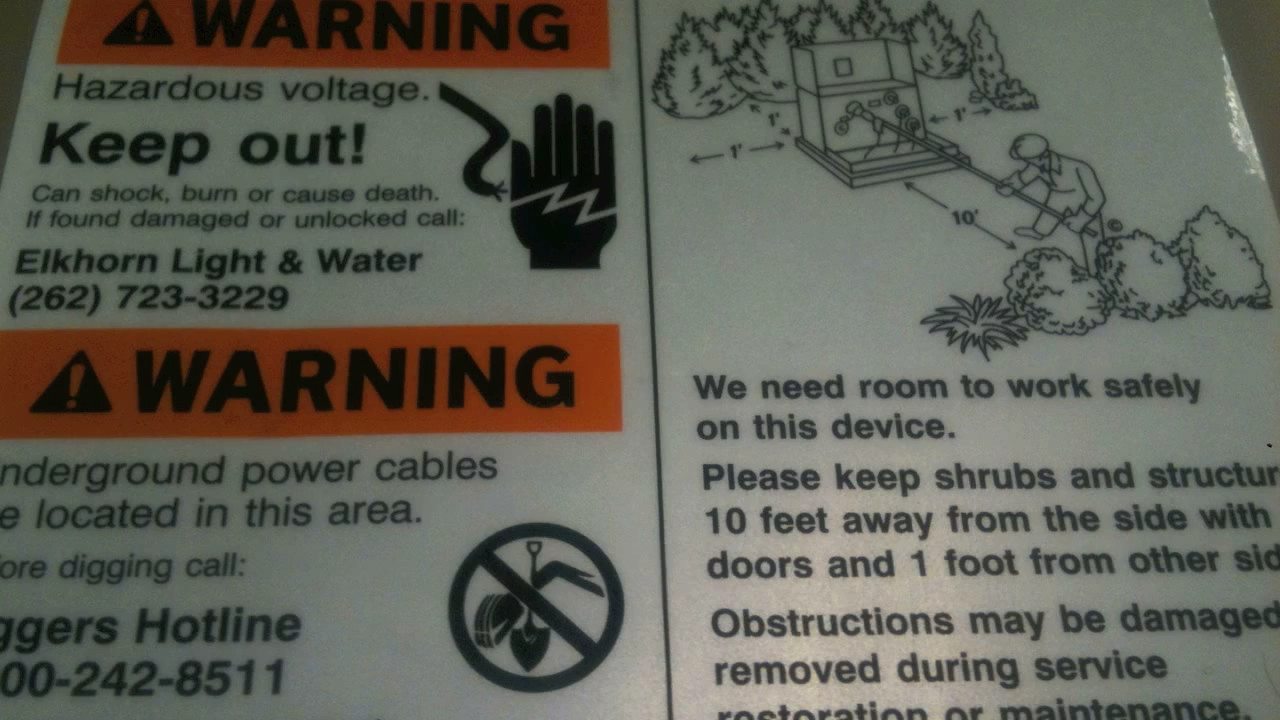 WARNING
Hazardous voltage.
Keep out!
Can shock, burn or cause death.
If found damaged or unlocked call:
Elkhorn Light & Water
(262) 723-3229
WARNING
nderground power cables
e located in this area.
ore digging call:
ggers Hotline
00-242-8511
1'
1'
1'
10'
©
We need room to work safely
on this device.
Please keep shrubs and structur
10 feet away from the side with
doors and 1 foot from other sid
Obstructions may be damaged
removed during service
restoration or maintenance.